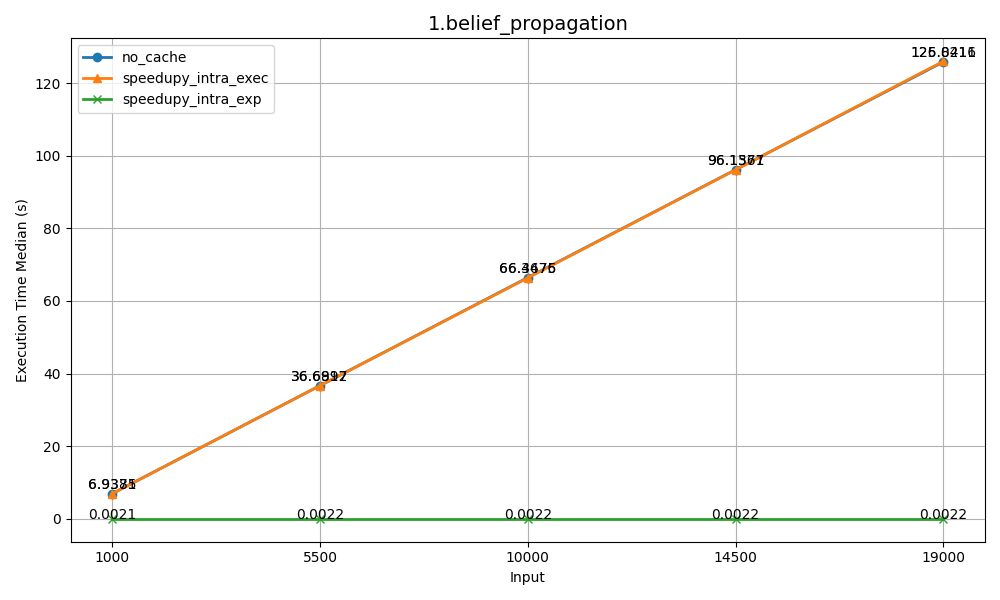 1.belief_propagation
no_cache
speedupy_intra_exec
speedupy_intra_exp
Execution Time Median (s)
120
100
80
60
40
20
0
0.0021
0.0022
0.0022
0.0022
0.0022
1000
5500
10000
14500
19000
Input